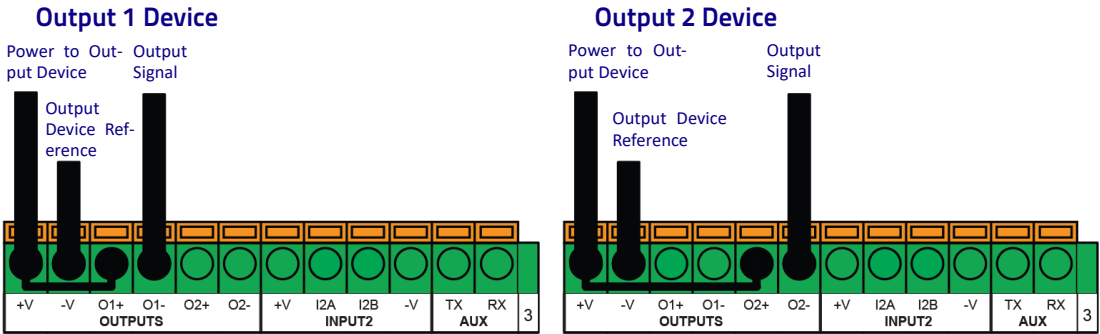 Output 1 Device
Power to Out-
put Device
Output
Signal
Output
Device Ref-
erence
+V -V O1+ O1- O2+ O2- +V I2A I2B -V TX RX 3
OUTPUTS INPUT2 AUX
Output 2 Device
Power to Out-
put Device
Output
Signal
Output Device
Reference
+V -V O1+ O1- O2+ O2- +V I2A I2B -V TX RX 3
OUTPUTS INPUT2 AUX